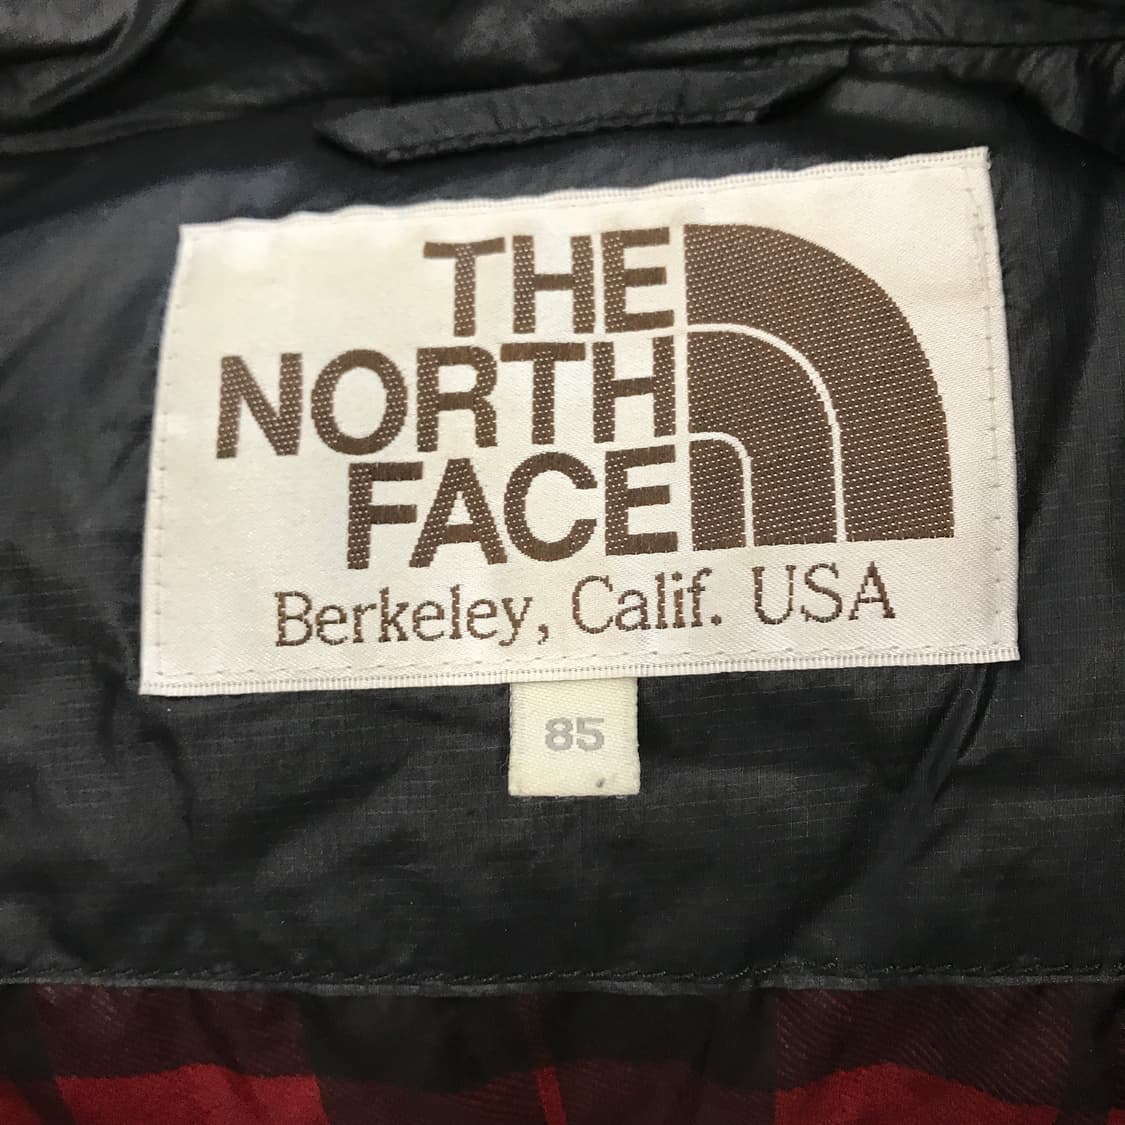 THE
NORTH
FACE
Berkeley, Calif. USA
85